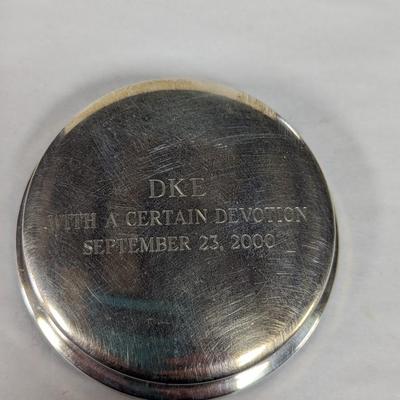 DKE
WITH A CERTAIN DEVOTION
SEPTEMBER 23, 2000